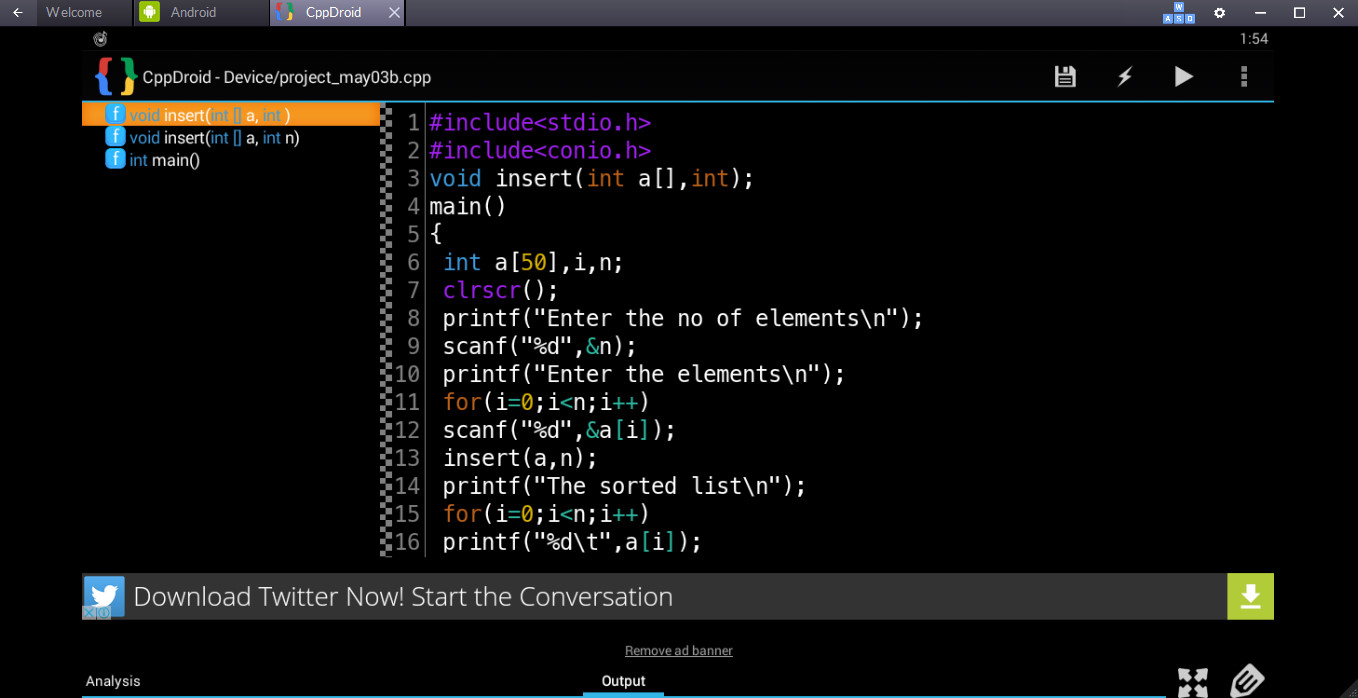 Welcome Android CppDroid
W
A S D
1:54
CppDroid - Device/project_may03b.cpp
f void insert(int [] a, int )
f void insert(int [] a, int n)
f int main()
1 #include<stdio.h>
2 #include<conio.h>
3 void insert(int a[],int);
4 main()
5 {
6 int a[50],i,n;
7 clrscr();
8 printf("Enter the no of elements\n");
9 scanf("%d",&n);
10 printf("Enter the elements\n");
11 for(i=0;i<n;i++)
12 scanf("%d",&a[i]);
13 insert(a,n);
14 printf("The sorted list\n");
15 for(i=0;i<n;i++)
16 printf("%d\t",a[i]);
Download Twitter Now! Start the Conversation
Remove ad banner
Analysis Output